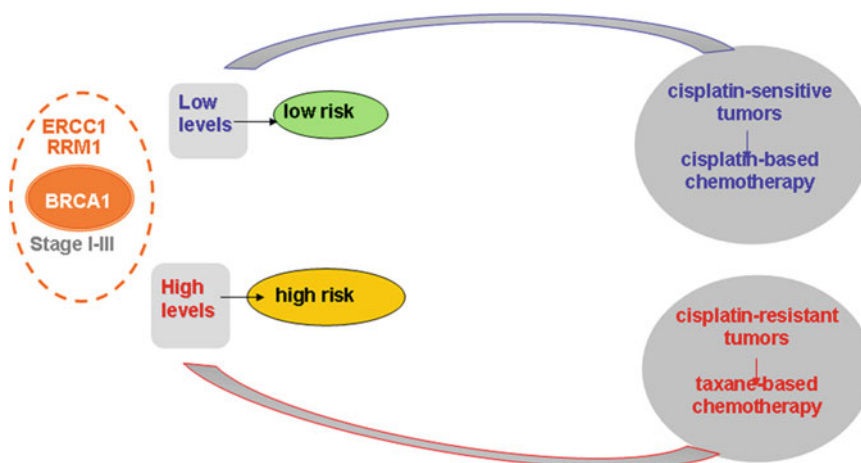 ERCC1
RRM1
BRCA1
Stage I-III
Low
levels
low risk
cisplatin-sensitive
tumors
cisplatin-based
chemotherapy
High
levels
high risk
cisplatin-resistant
tumors
taxane-based
chemotherapy